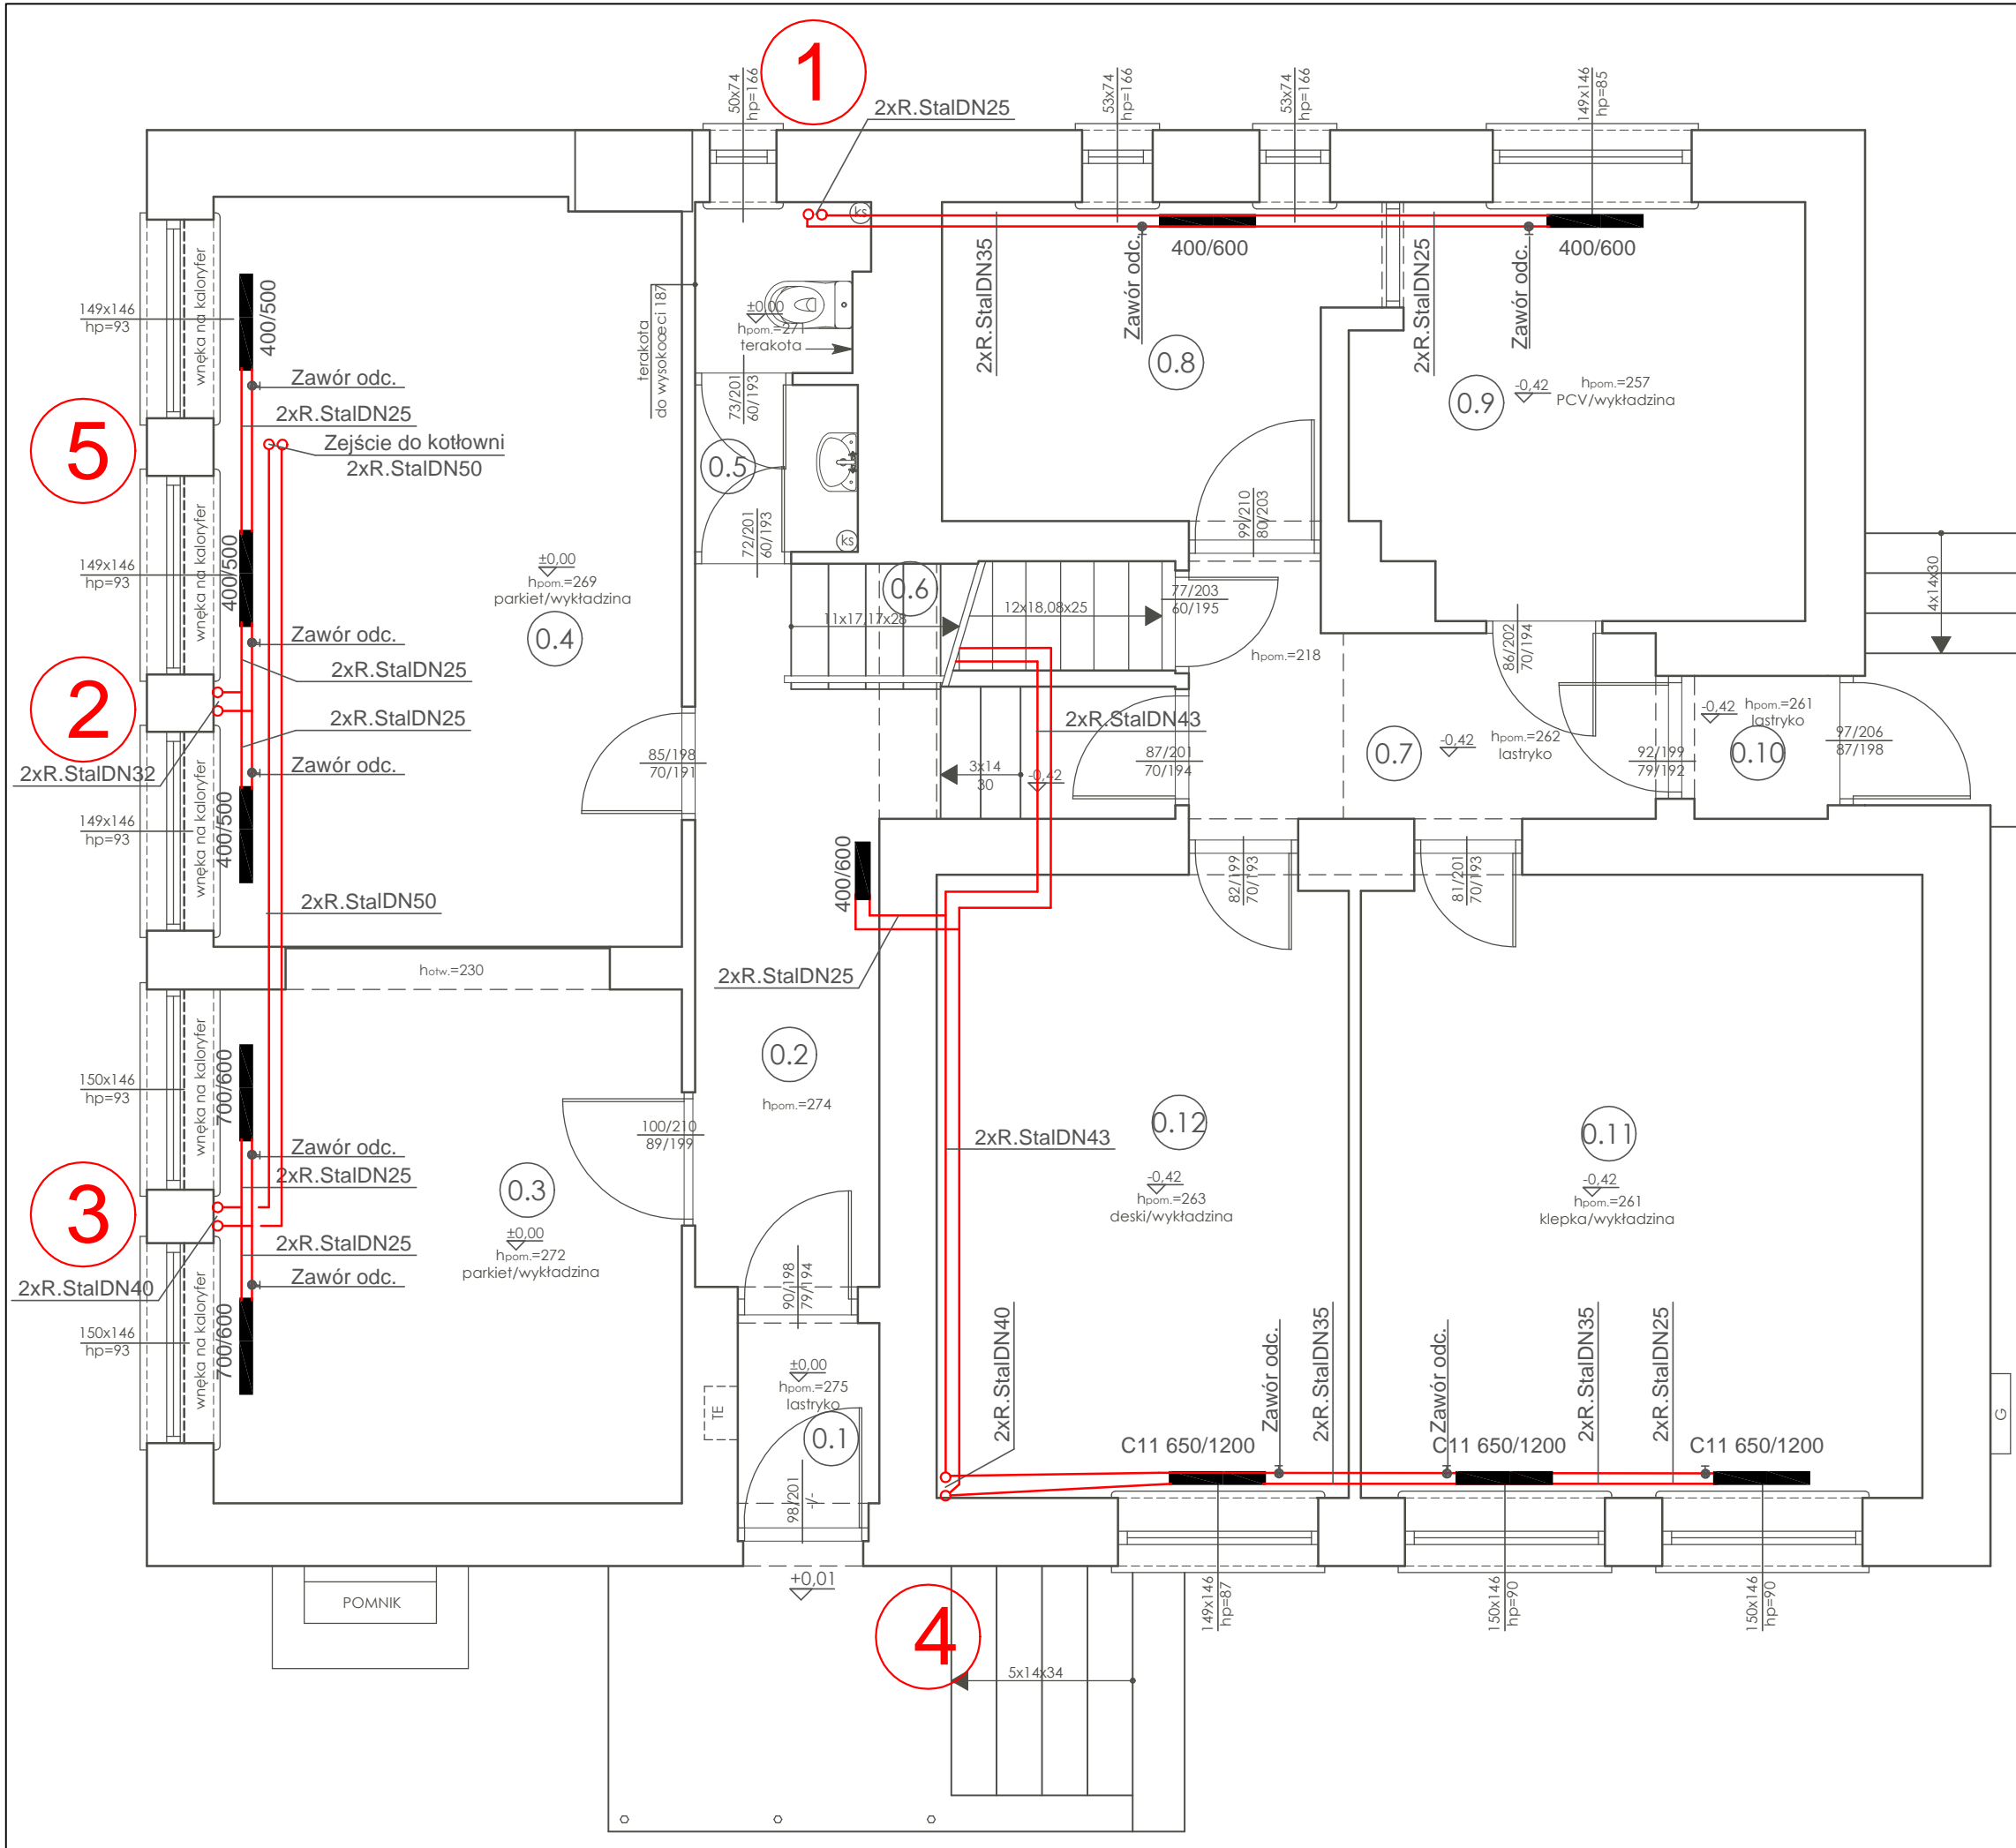 1
50x74
hp=166
2xR.StalDN25
53x74
hp=166
53x74
hp=166
149x146
hp=85
ks
400/600
400/600
2xR.StalDN35
Zawór odc.
2xR.StalDN25
Zawór odc.
149x146
hp=93
wnęka na kaloryfer
400/500
Zawór odc.
2xR.StalDN25
Zejście do kotłowni
2xR.StalDN50
5
terakota
do wysokoœci 187
±0,00
hpom.=271
terakota
73/201
60/193
0.5
72/201
60/193
ks
0.8
0.9
-0,42
hpom.=257
PCV/wykładzina
99/210
80/203
149x146
hp=93
wnęka na kaloryfer
400/500
±0,00
hpom.=269
parkiet/wykładzina
0.4
Zawór odc.
2xR.StalDN25
0.6
11x17,17x28
12x18,08x25
77/203
60/195
hpom.=218
86/202
70/194
4x14x30
2
2xR.StalDN25
2xR.StalDN32
Zawór odc.
149x146
hp=93
wnęka na kaloryfer
400/500
85/198
70/191
2xR.StalDN43
87/201
70/194
3x14
30
-0,42
0.7
-0,42
hpom.=262
lastryko
92/199
79/192
-0,42
hpom.=261
lastryko
0.10
97/206
87/198
400/600
82/199
70/193
81/201
70/193
2xR.StalDN50
hotw.=230
2xR.StalDN25
0.2
hpom.=274
150x146
hp=93
wnęka na kaloryfer
700/600
Zawór odc.
2xR.StalDN25
100/210
89/199
2xR.StalDN43
0.12
-0,42
hpom.=263
deski/wykładzina
0.11
-0,42
hpom.=261
klepka/wykładzina
3
0.3
±0,00
hpom.=272
parkiet/wykładzina
2xR.StalDN25
Zawór odc.
2xR.StalDN40
150x146
hp=93
wnęka na kaloryfer
700/600
90/198
79/194
±0,00
hpom.=275
lastryko
TE
0.1
98/201
-/-
2xR.StalDN40
Zawór odc.
2xR.StalDN35
Zawór odc.
2xR.StalDN35
2xR.StalDN25
C11 650/1200
C11 650/1200
C11 650/1200
G
POMNIK
+0,01
4
149x146
hp=87
150x146
hp=90
150x146
hp=90
5x14x34